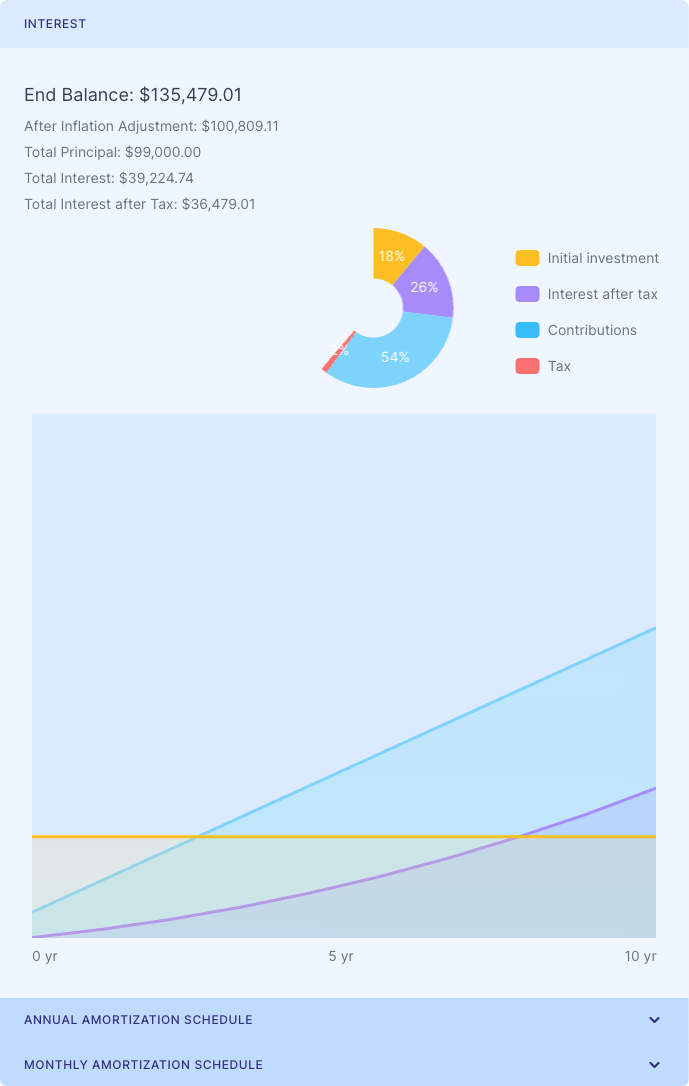 INTEREST
End Balance: $135,479.01
After Inflation Adjustment: $100,809.11
Total Principal: $99,000.00
Total Interest: $39,224.74
Total Interest after Tax: $36,479.01
18%
26%
54%
2%
Initial investment
Interest after tax
Contributions
Tax
0 yr
5 yr
10 yr
ANNUAL AMORTIZATION SCHEDULE
MONTHLY AMORTIZATION SCHEDULE